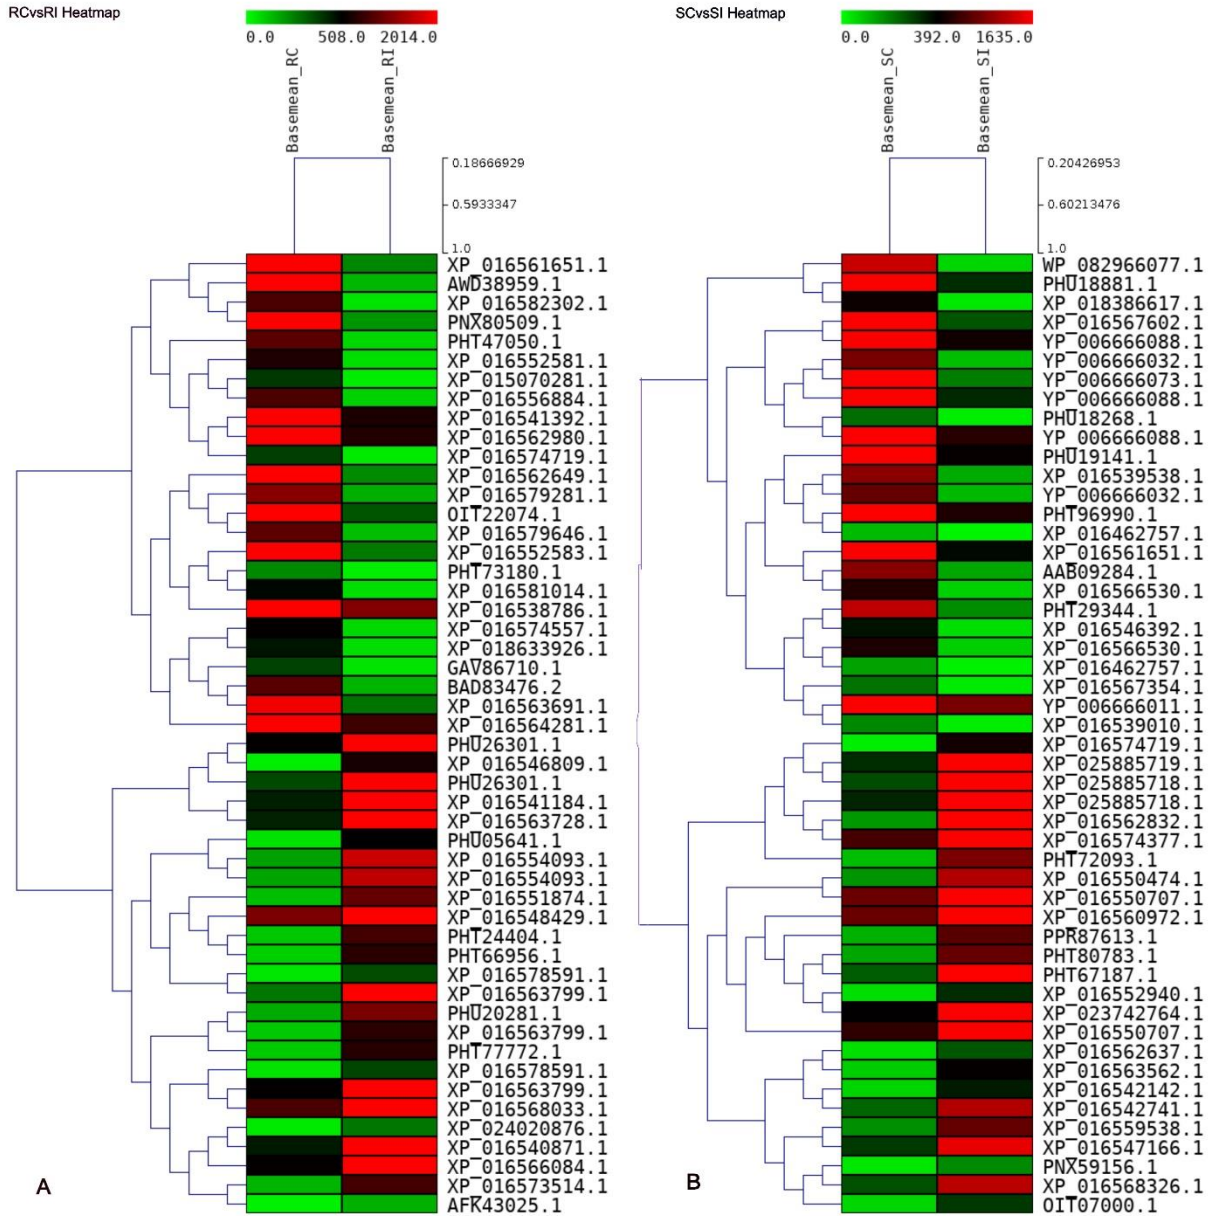 RCvsRI Heatmap
0.0 508.0 2014.0
Basemean_RC
Basemean_RI
0.18666929
0.5933347
1.0
XP_016561651.1
AWD38959.1
XP_016582302.1
PNX80509.1
PHT47050.1
XP_016552581.1
XP_015070281.1
XP_016556884.1
XP_016541392.1
XP_016562980.1
XP_016574719.1
XP_016562649.1
XP_016579281.1
OIT22074.1
XP_016579646.1
XP_016552583.1
PHT73180.1
XP_016581014.1
XP_016538786.1
XP_016574557.1
XP_018633926.1
GAV86710.1
BAD83476.2
XP_016563691.1
XP_016564281.1
PHU26301.1
XP_016546809.1
PHU26301.1
XP_016541184.1
XP_016563728.1
PHU05641.1
XP_016554093.1
XP_016554093.1
XP_016551874.1
XP_016548429.1
PHT24404.1
PHT66956.1
XP_016578591.1
XP_016563799.1
PHU20281.1
XP_016563799.1
PHT77772.1
XP_016578591.1
XP_016563799.1
XP_016568033.1
XP_024020876.1
XP_016540871.1
XP_016566084.1
XP_016573514.1
AFK43025.1
A
SCvsSI Heatmap
0.0 392.0 1635.0
Basemean_SC
Basemean_SI
0.20426953
0.60213476
1.0
WP_082966077.1
PHU18881.1
XP_018386617.1
XP_016567602.1
YP_006666088.1
YP_006666032.1
YP_006666073.1
YP_006666088.1
PHU18268.1
YP_006666088.1
PHU19141.1
XP_016539538.1
YP_006666032.1
PHT96990.1
XP_016462757.1
XP_016561651.1
AAB09284.1
XP_016566530.1
PHT29344.1
XP_016546392.1
XP_016566530.1
XP_016462757.1
XP_016567354.1
YP_006666011.1
XP_016539010.1
XP_016574719.1
XP_025885719.1
XP_025885718.1
XP_025885718.1
XP_016562832.1
XP_016574377.1
PHT72093.1
XP_016550474.1
XP_016550707.1
XP_016560972.1
PPR87613.1
PHT80783.1
PHT67187.1
XP_016552940.1
XP_023742764.1
XP_016550707.1
XP_016562637.1
XP_016563562.1
XP_016542142.1
XP_016542741.1
XP_016559538.1
XP_016547166.1
PNX59156.1
XP_016568326.1
OIT07000.1
B